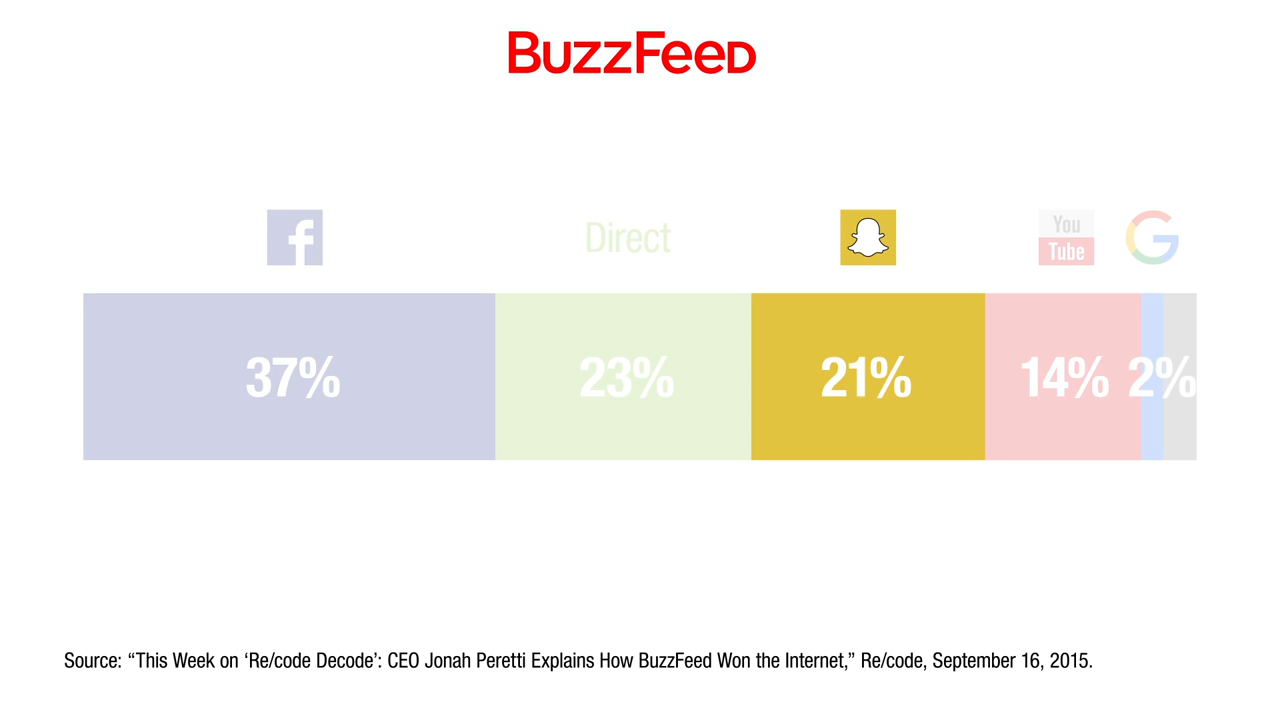 BuzzFeed
Direct
You
Tube
37% 23% 21% 14% 2%
Source: “This Week on ‘Re/code Decode’: CEO Jonah Peretti Explains How BuzzFeed Won the Internet,” Re/code, September 16, 2015.